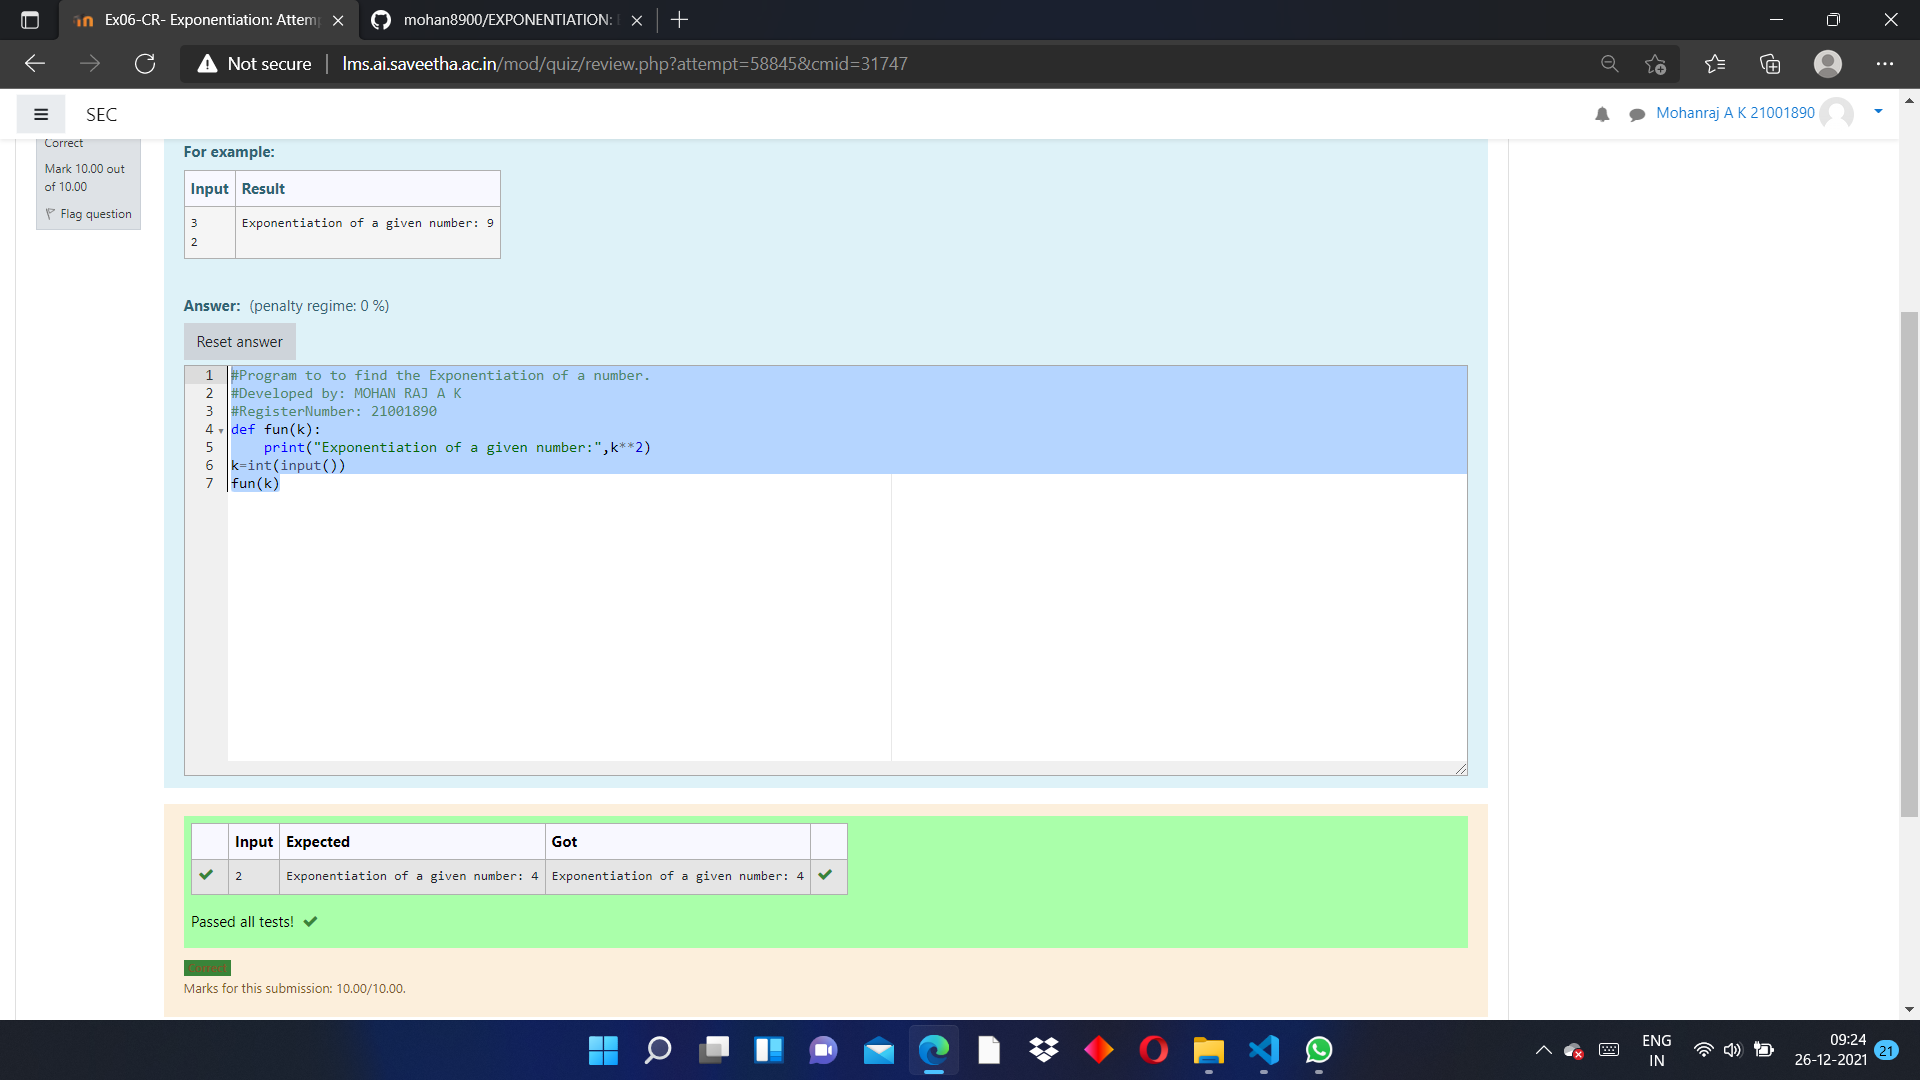 Ex06-CR- Exponentiation: Attem
mohan8900/EXPONENTIATION:
Not secure
lms.ai.saveetha.ac.in/mod/quiz/review.php?attempt=58845&cmid=31747
SEC
Mohanraj A K 21001890
Correct
Mark 10.00 out
of 10.00
Flag question
For example:
Input Result
3 Exponentiation of a given number: 9
2
Answer: (penalty regime: 0 %)
Reset answer
1 #Program to to find the Exponentiation of a number.
2 #Developed by: MOHAN RAJ A K
3 #RegisterNumber: 21001890
4 def fun(k):
5 print("Exponentiation of a given number:",k**2)
6 k=int(input())
7 fun(k)
Input Expected Got
2 Exponentiation of a given number: 4 Exponentiation of a given number: 4
Passed all tests!
Correct
Marks for this submission: 10.00/10.00.
ENG
IN
09:24
26-12-2021
21